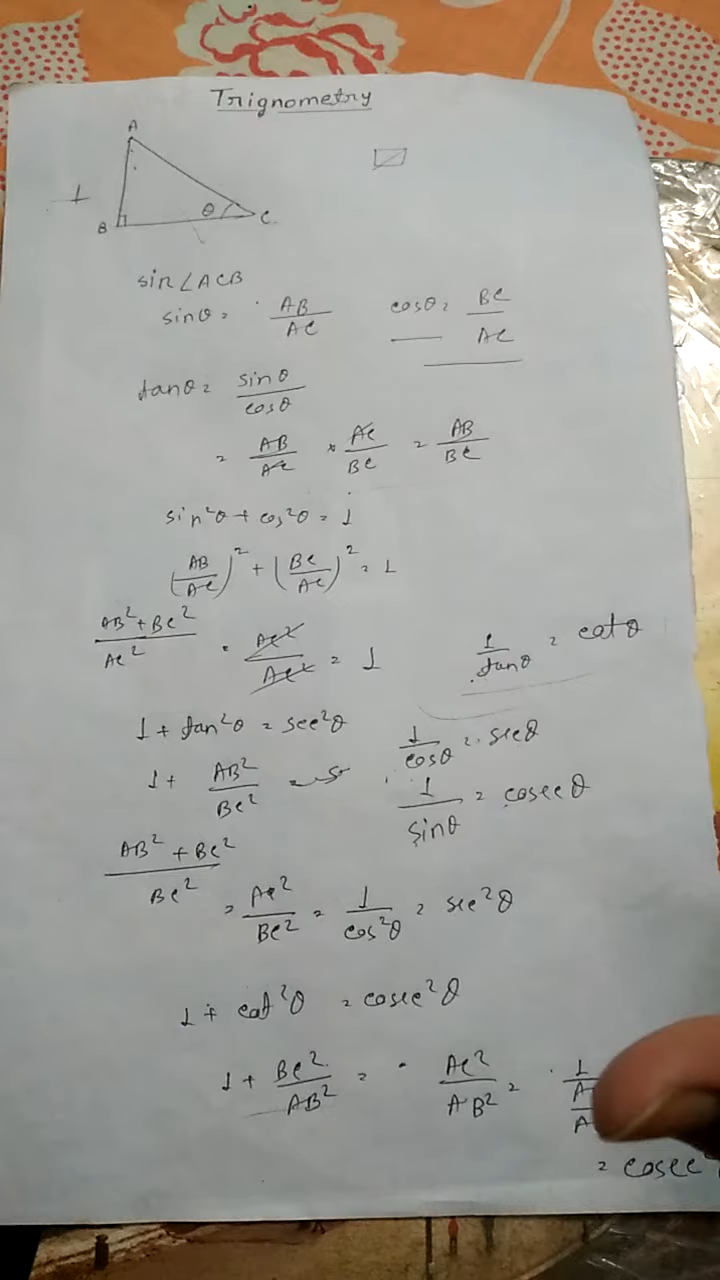 Trignometry
A
B
θ
C
sin∠ACB
sinθ = AB/AC
cosθ = BC/AC
tanθ = sinθ/cosθ
= AB/AC × AC/BC = AB/BC
sin²θ + cos²θ = 1
(AB/AC)² + (BC/AC)² = 1
AB² + BC²/AC² = AC²/AC² = 1
1/tanθ = cotθ
1 + tan²θ = sec²θ
1/cosθ = secθ
1 + AB²/BC² =
1/sinθ = cosecθ
AB² + BC²/BC² = AC²/BC² = 1/cos²θ = sec²θ
1 + cot²θ = cosec²θ
1 + BC²/AB² = AC²/AB² = 1/
= cosec